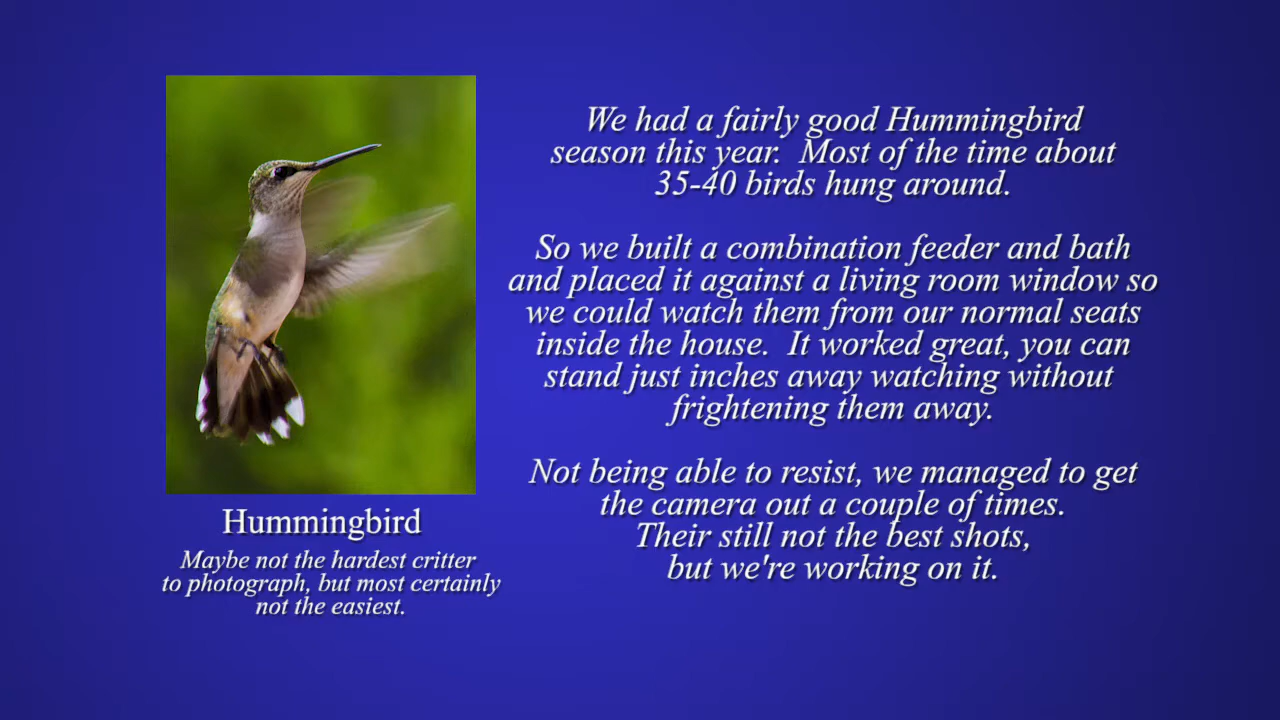 We had a fairly good Hummingbird
season this year.  Most of the time about
35-40 birds hung around.
So we built a combination feeder and bath
and placed it against a living room window so
we could watch them from our normal seats
inside the house.  It worked great, you can
stand just inches away watching without
frightening them away.
Not being able to resist, we managed to get
the camera out a couple of times.
Their still not the best shots,
but we're working on it.
Hummingbird
Maybe not the hardest critter
to photograph, but most certainly
not the easiest.